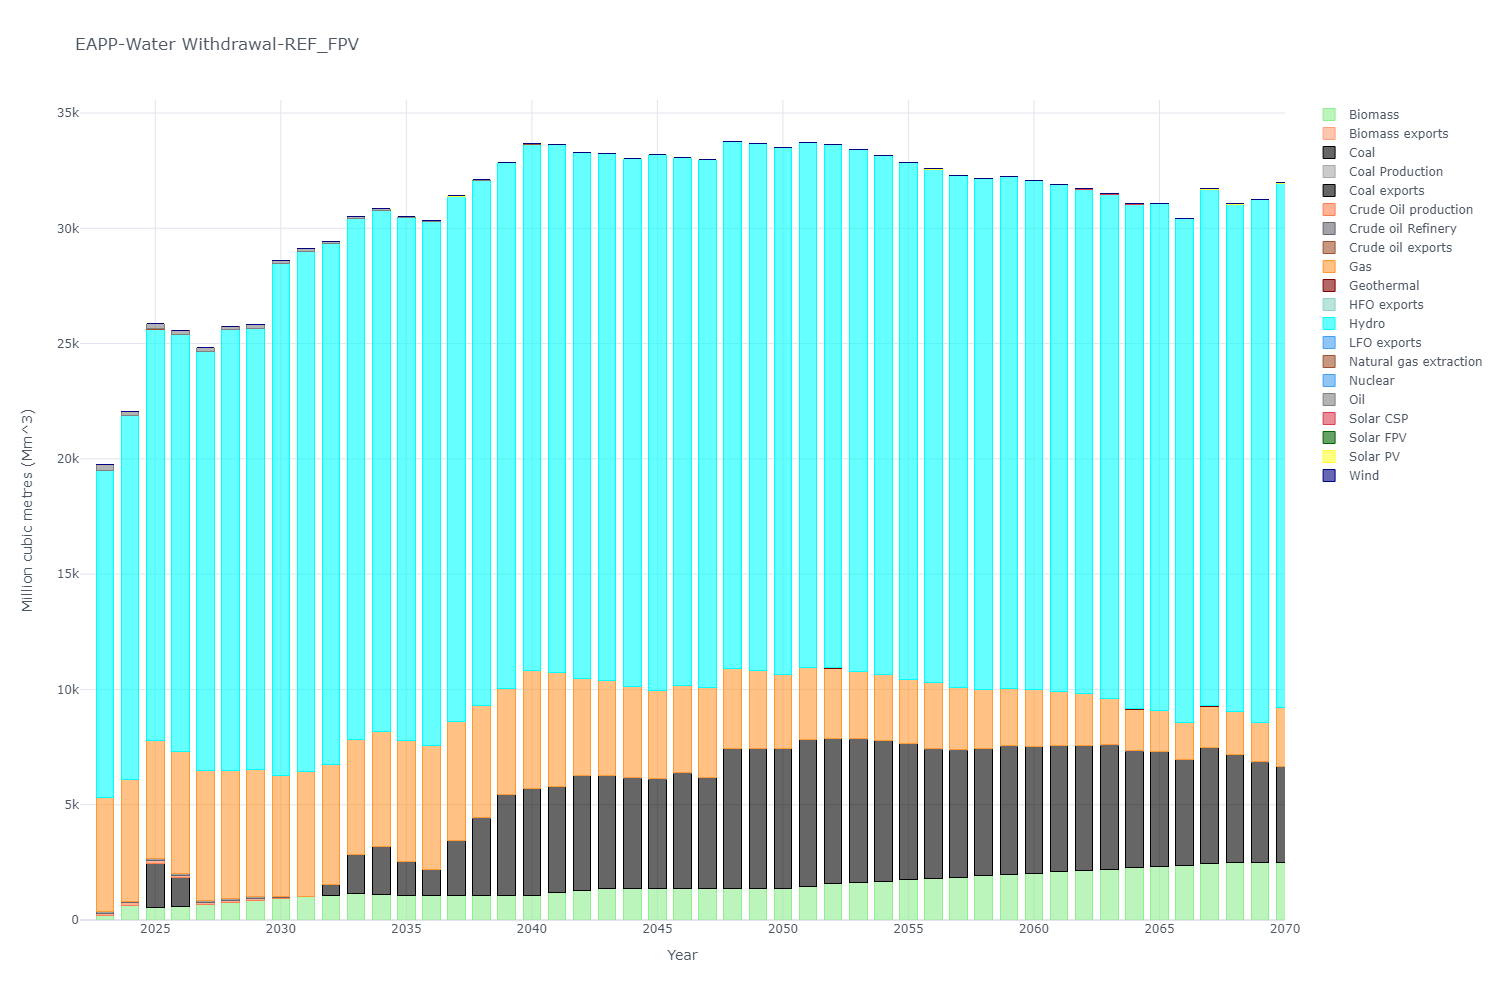 EAPP-Water Withdrawal-REF_FPV
35k
30k
25k
20k
15k
10k
5k
0
Million cubic metres (Mm^3)
2025
2030
2035
2040
2045
2050
2055
2060
2065
2070
Year
Biomass
Biomass exports
Coal
Coal Production
Coal exports
Crude Oil production
Crude oil Refinery
Crude oil exports
Gas
Geothermal
HFO exports
Hydro
LFO exports
Natural gas extraction
Nuclear
Oil
Solar CSP
Solar FPV
Solar PV
Wind